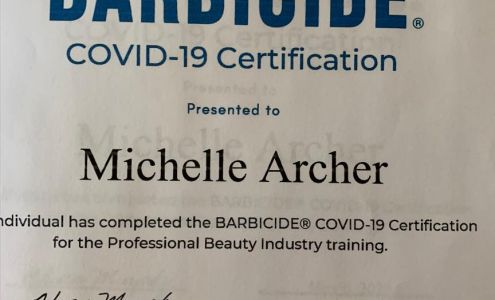 BARBICIDE®
COVID-19 Certification
Presented to
Michelle Archer
ndividual has completed the BARBICIDE® COVID-19 Certification
for the Professional Beauty Industry training.